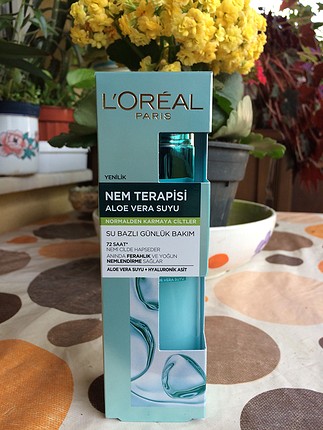 L'ORÉAL
PARIS
YENİLİK
NEM TERAPİSİ
ALOE VERA SUYU
NORMALDEN KARMAYA CİLTLER
SU BAZLI GÜNLÜK BAKIM
72 SAAT*
NEMİ CİLDE HAPSEDER
ANINDA FERAHLIK VE YOĞUN
NEMLENDİRME SAĞLAR
ALOE VERA SUYU + HYALURONİK ASİT